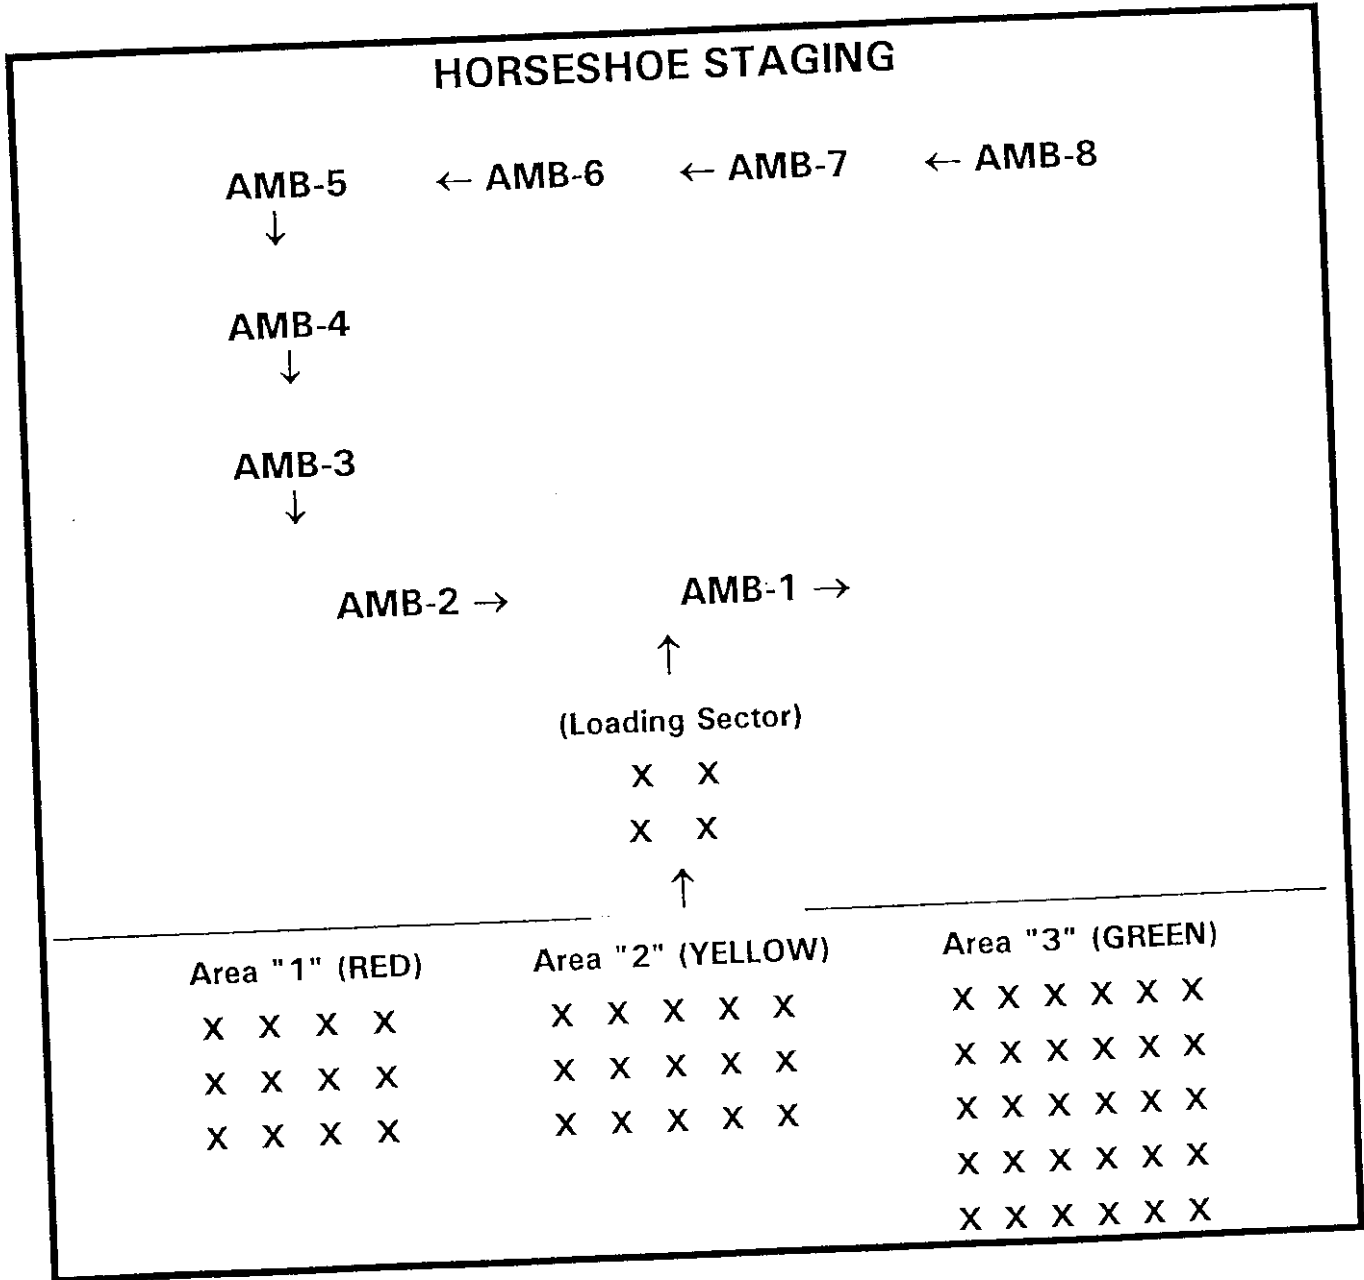 HORSESHOE STAGING
AMB-5 ← AMB-6 ← AMB-7 ← AMB-8
↓
AMB-4
↓
AMB-3
↓
AMB-2 → AMB-1 →
↑
(Loading Sector)
X X
X X
↑
Area "1" (RED) Area "2" (YELLOW) Area "3" (GREEN)
X X X X X X X X X X X X X X X
X X X X X X X X X X X X X X X
X X X X X X X X X X X X X X X
X X X X X X
X X X X X X